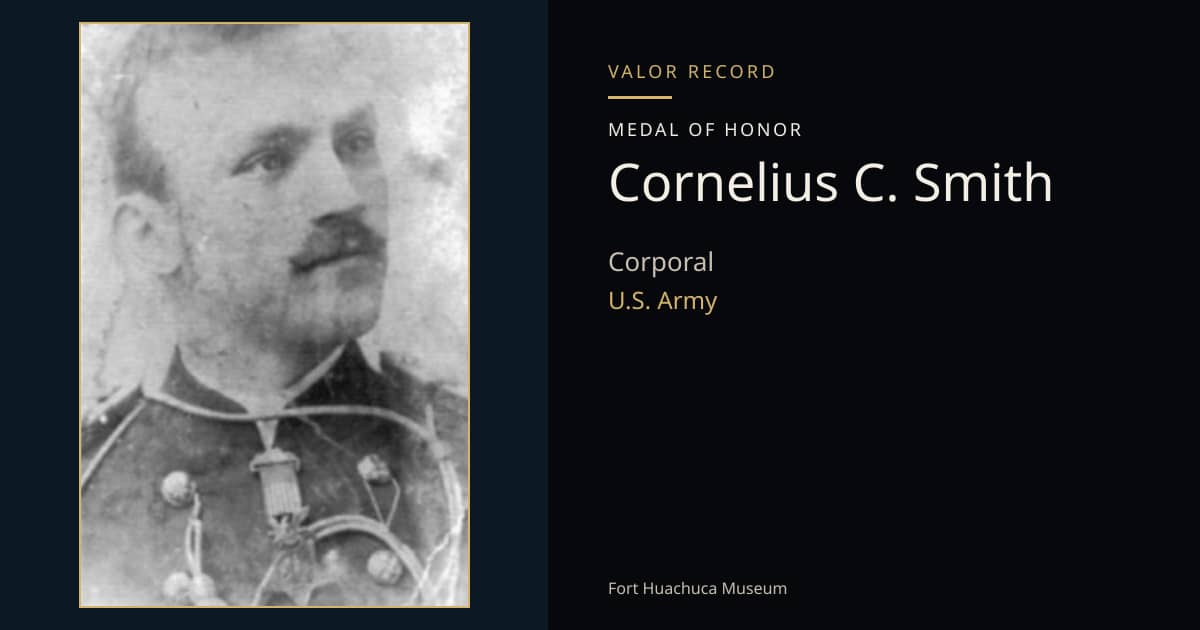 VALOR RECORD
MEDAL OF HONOR
Cornelius C. Smith
Corporal
U.S. Army
Fort Huachuca Museum